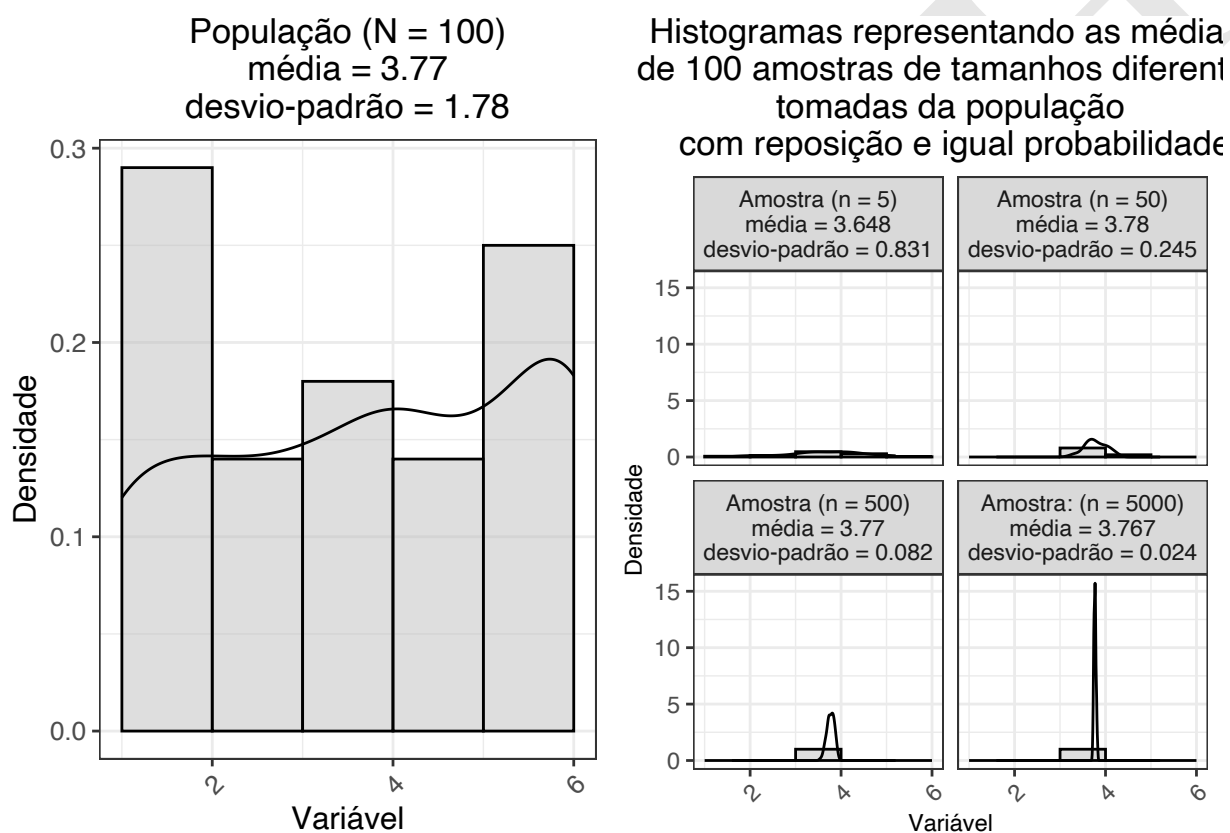 População (N = 100)
média = 3.77
desvio-padrão = 1.78
0.3
0.2
0.1
0.0
Densidade
2
4
6
Variável
Histogramas representando as média
de 100 amostras de tamanhos diferent
tomadas da população
com reposição e igual probabilidade
Amostra (n = 5)
média = 3.648
desvio-padrão = 0.831
Amostra (n = 50)
média = 3.78
desvio-padrão = 0.245
15
10
5
0
Amostra (n = 500)
média = 3.77
desvio-padrão = 0.082
Amostra: (n = 5000)
média = 3.767
desvio-padrão = 0.024
15
10
5
0
Densidade
2
4
6
2
4
6
Variável